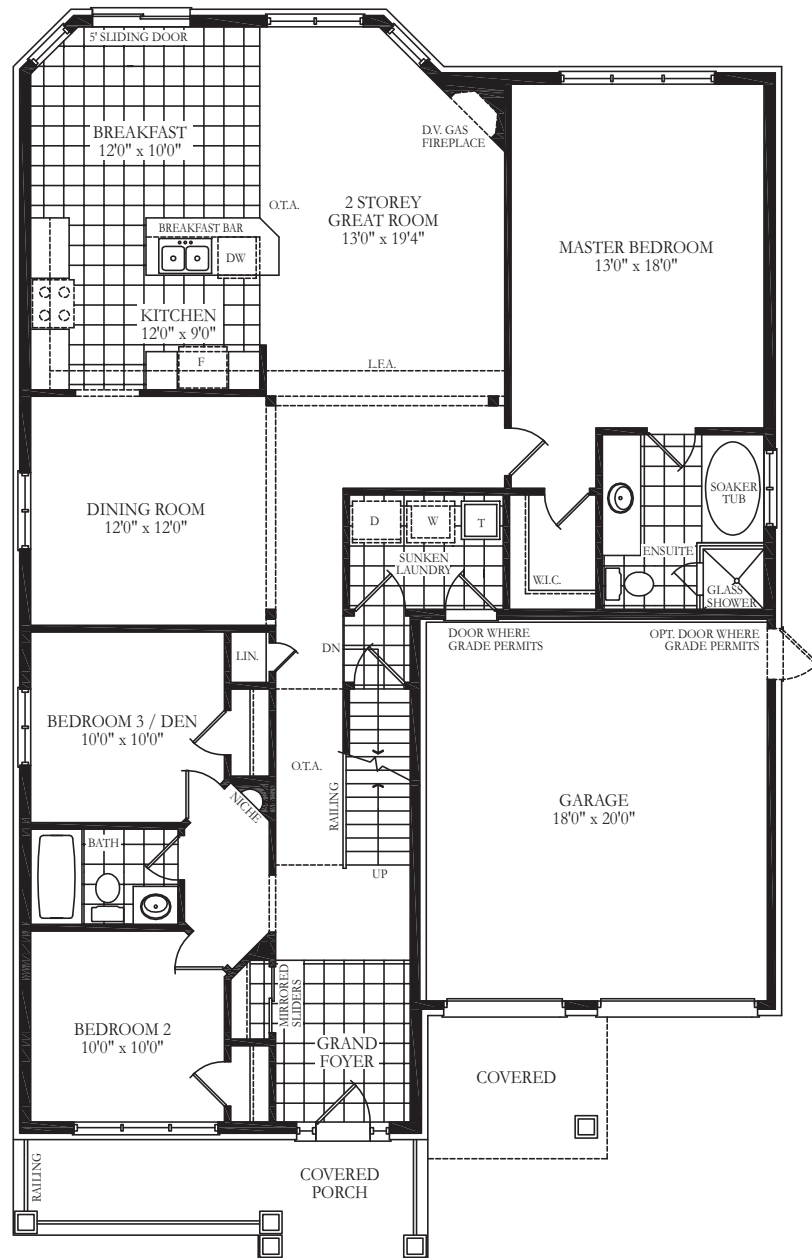 5' SLIDING DOOR
BREAKFAST
12'0" x 10'0"
D.V. GAS
FIREPLACE
O.T.A.
2 STOREY
GREAT ROOM
13'0" x 19'4"
BREAKFAST BAR
DW
MASTER BEDROOM
13'0" x 18'0"
KITCHEN
12'0" x 9'0"
F
L.F.A.
DINING ROOM
12'0" x 12'0"
D
W
T
SUNKEN
LAUNDRY
SOAKER
TUB
ENSUITE
W.I.C.
GLASS
SHOWER
DOOR WHERE
GRADE PERMITS
OPT. DOOR WHERE
GRADE PERMITS
LIN.
DN
BEDROOM 3 / DEN
10'0" x 10'0"
O.T.A.
RAILING
NICHE
GARAGE
18'0" x 20'0"
BATH
UP
MIRRORED
SLIDERS
BEDROOM 2
10'0" x 10'0"
GRAND
FOYER
COVERED
RAILING
COVERED
PORCH